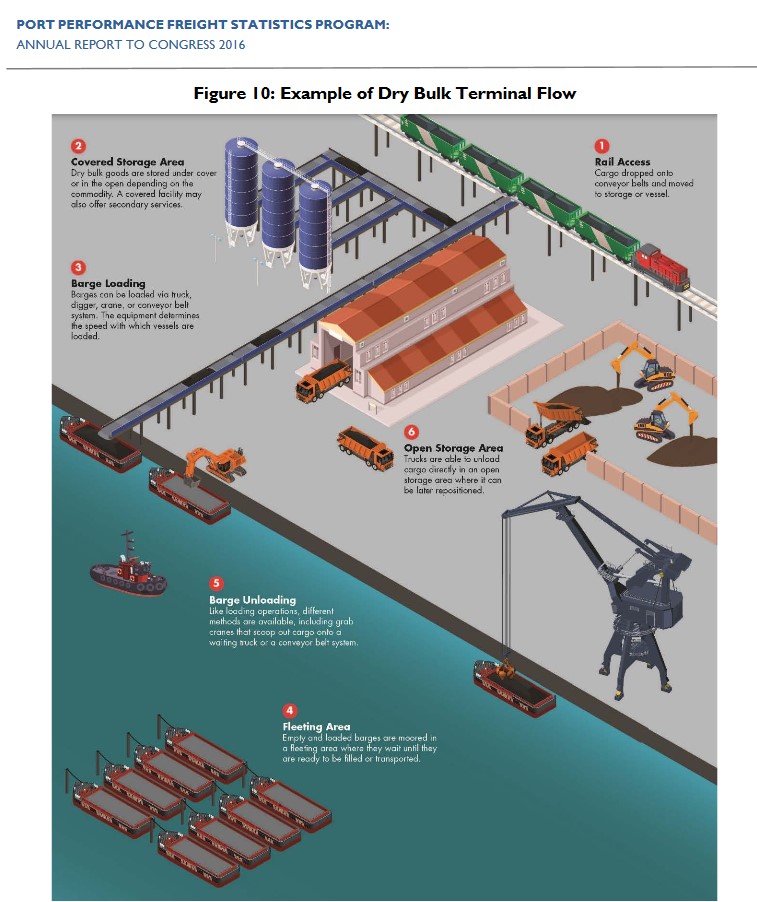 PORT PERFORMANCE FREIGHT STATISTICS PROGRAM:
ANNUAL REPORT TO CONGRESS 2016
Figure 10: Example of Dry Bulk Terminal Flow
2
Covered Storage Area
Dry bulk goods are stored under cover
or in the open depending on the
commodity. A covered facility may
also offer secondary services.
1
Rail Access
Cargo dropped onto
conveyor belts and moved
to storage or vessel.
3
Barge Loading
Barges can be loaded via truck,
digger, crane, or conveyor belt
system. The equipment determines
the speed with which vessels are
loaded.
6
Open Storage Area
Trucks are able to unload
cargo directly in an open
storage area where it can
be later repositioned.
5
Barge Unloading
Like loading operations, different
methods are available, including grab
cranes that scoop out cargo onto a
waiting truck or a conveyor belt system.
4
Fleeting Area
Empty and loaded barges are moored in
a fleeting area where they wait until they
are ready to be filled or transported.